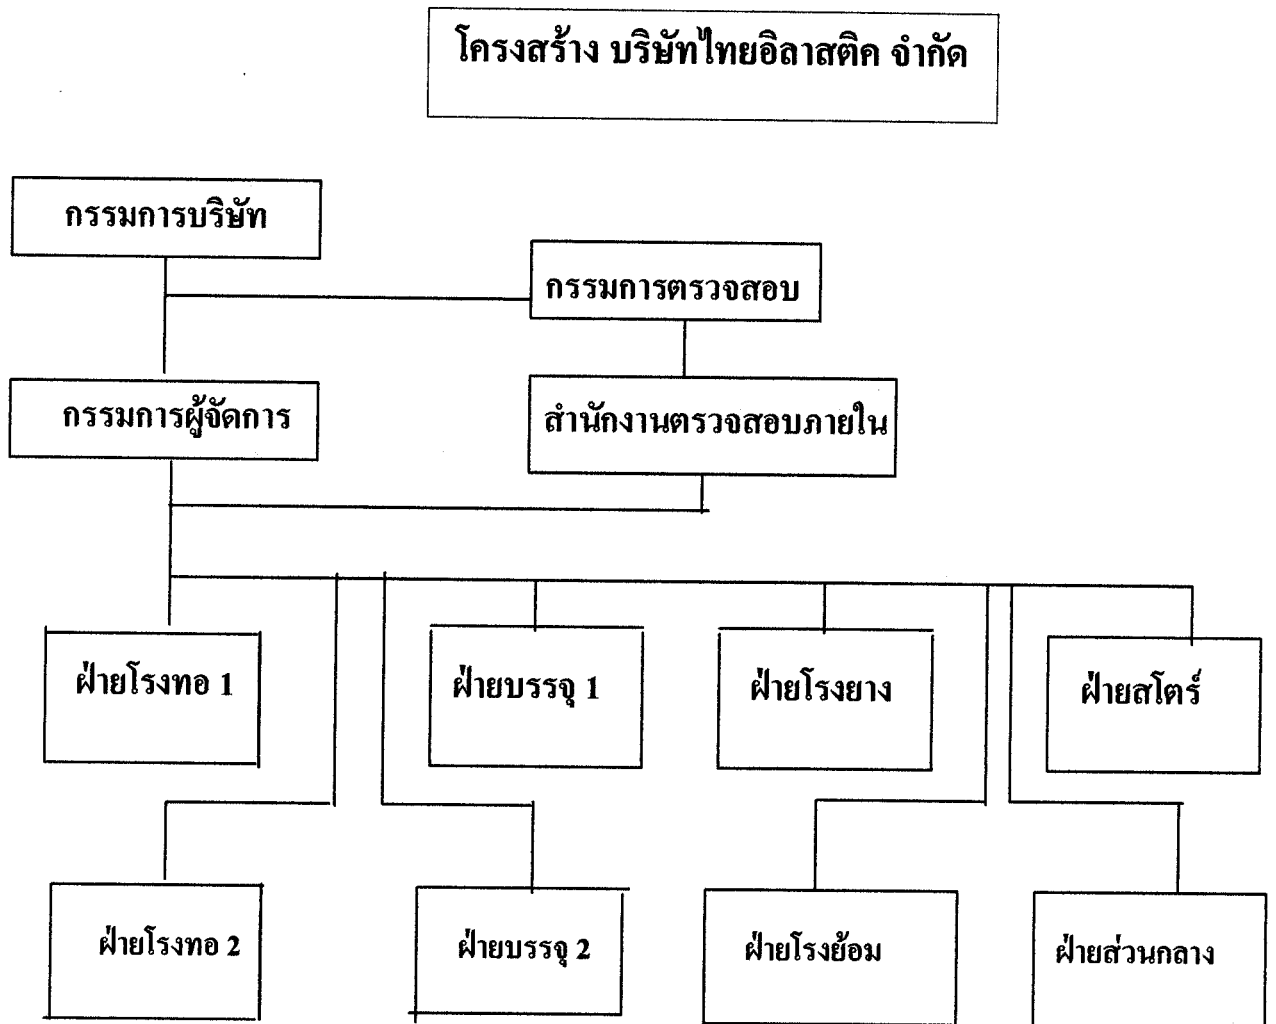 โครงสร้าง บริษัทไทยอิลาสติค จำกัด
กรรมการบริษัท
กรรมการตรวจสอบ
กรรมการผู้จัดการ
สำนักงานตรวจสอบภายใน
ฝ่ายโรงทอ 1
ฝ่ายบรรจุ 1
ฝ่ายโรงยาง
ฝ่ายสโตร์
ฝ่ายโรงทอ 2
ฝ่ายบรรจุ 2
ฝ่ายโรงย้อม
ฝ่ายส่วนกลาง